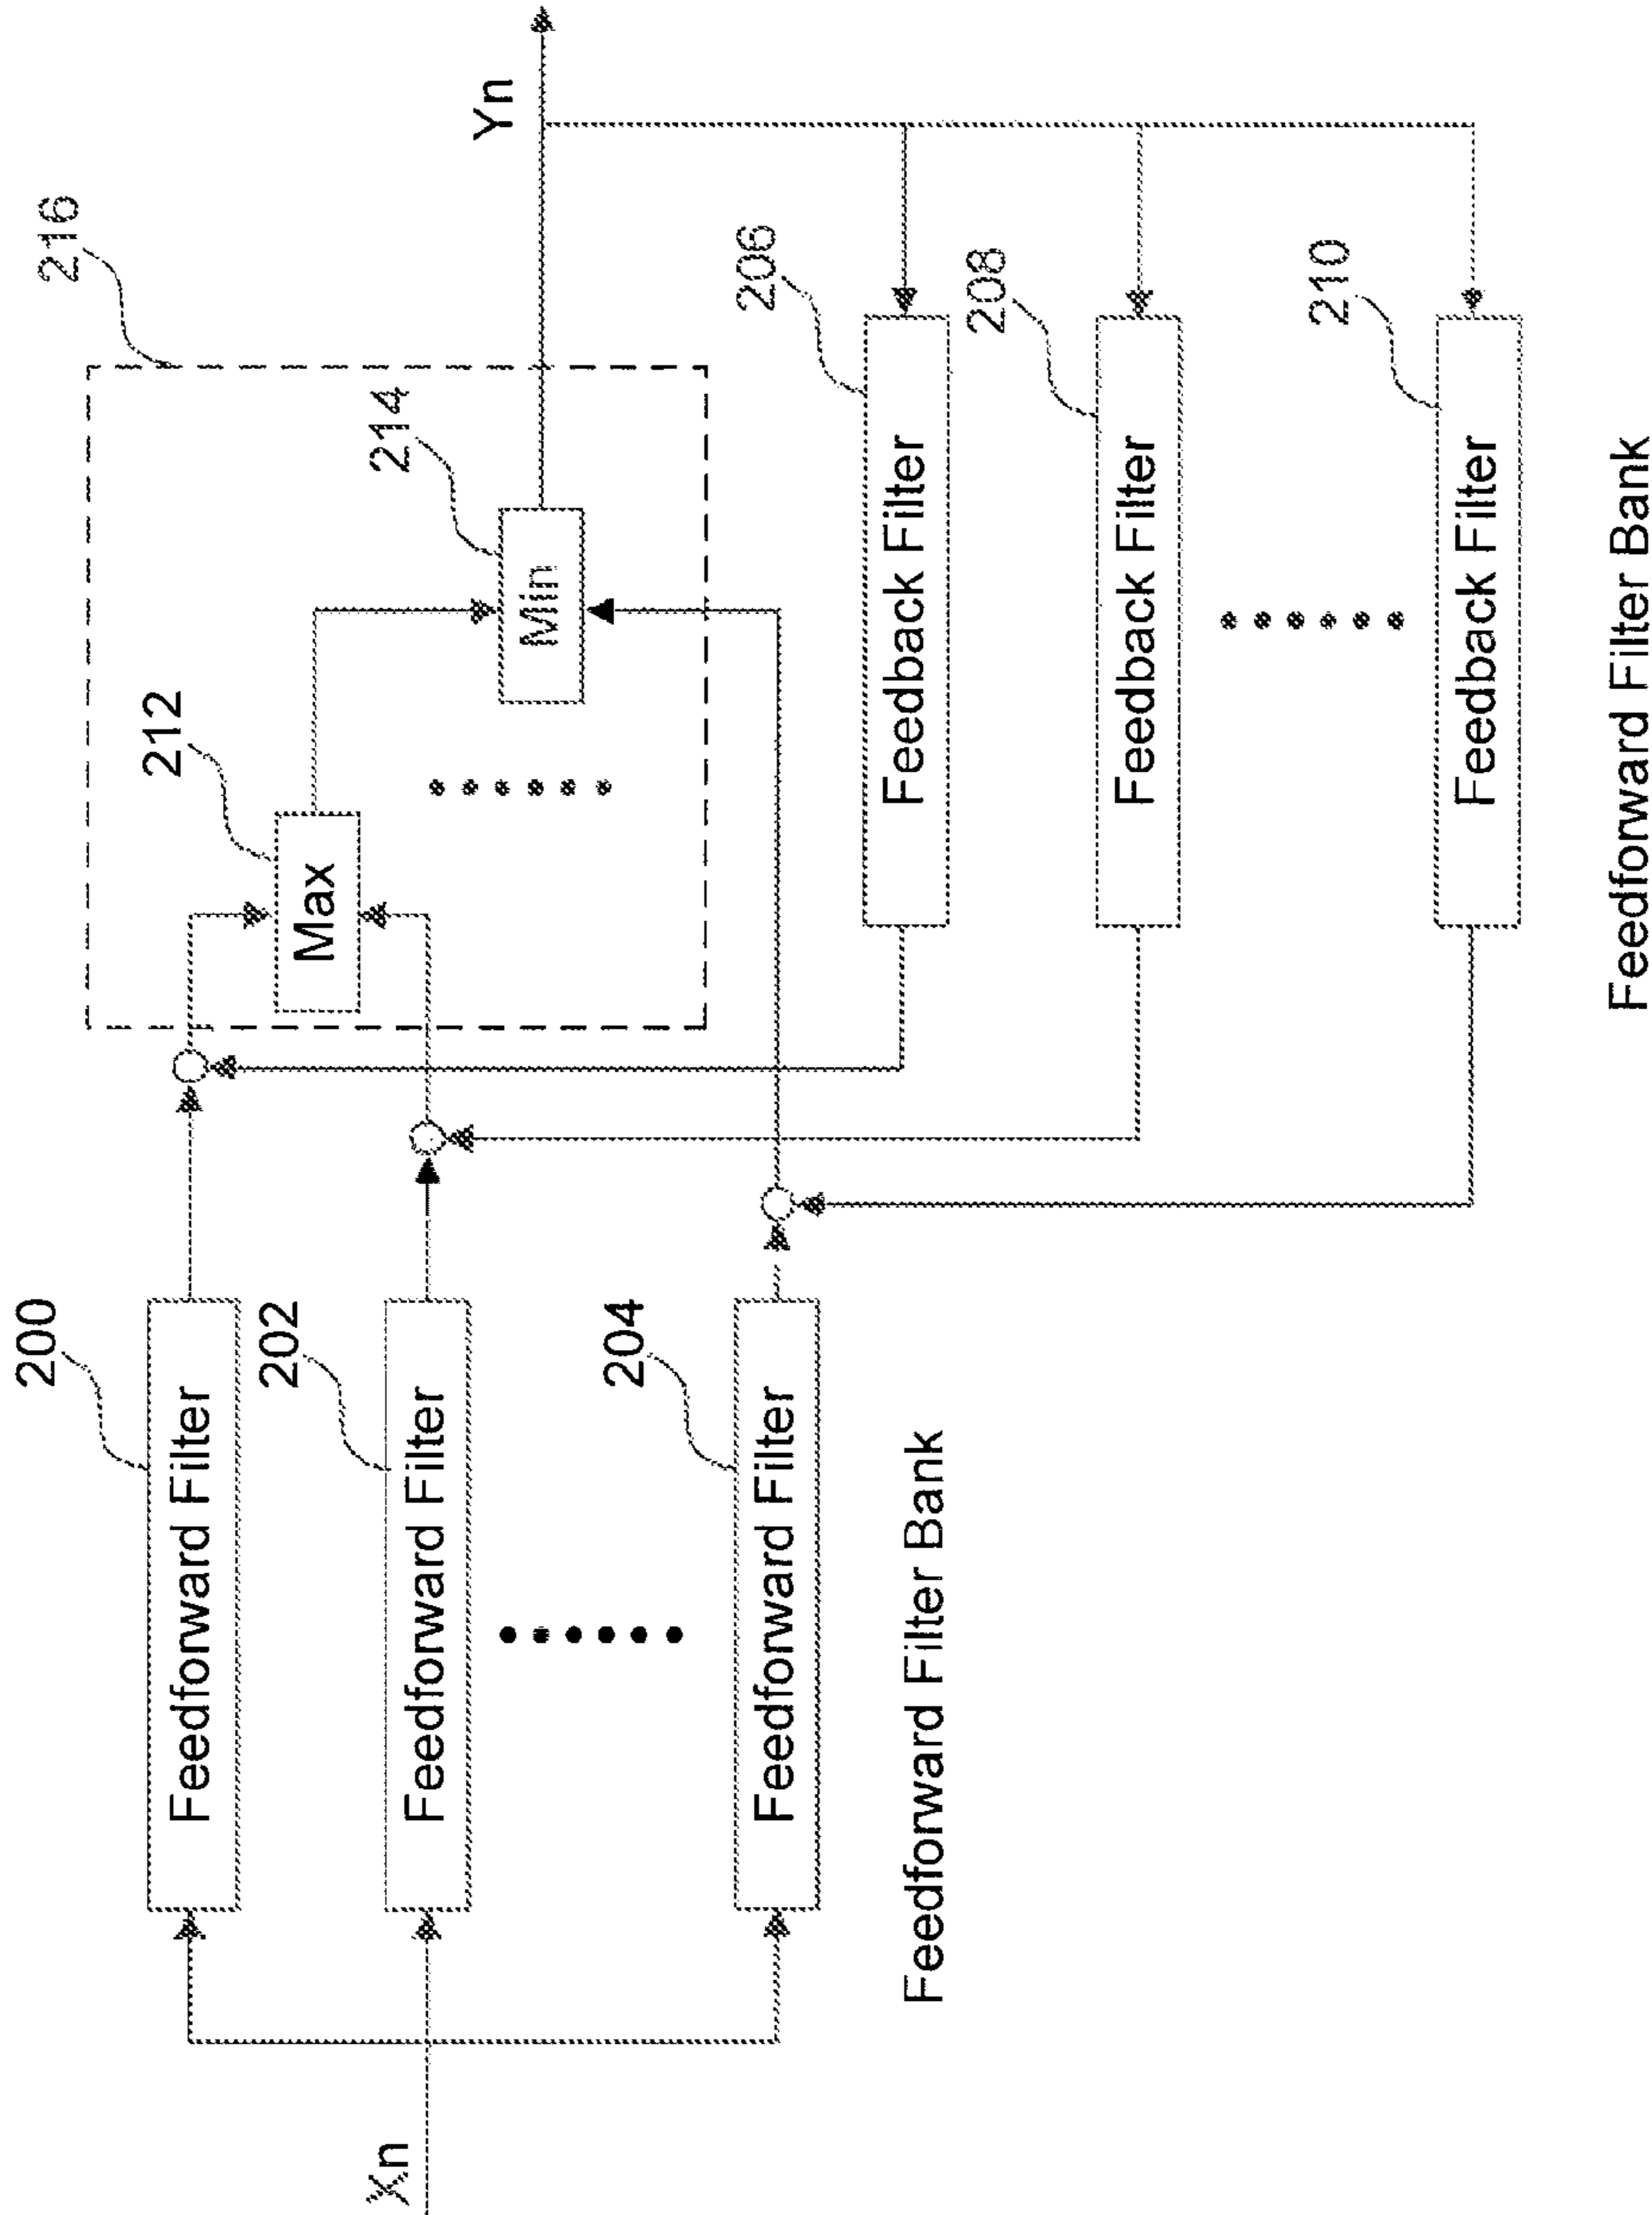 216
Yn
212
214
Max
Min
200
Feedforward Filter
202
Feedforward Filter
Xn
204
Feedforward Filter
206
Feedback Filter
208
Feedback Filter
210
Feedback Filter
Feedforward Filter Bank
Feedforward Filter Bank